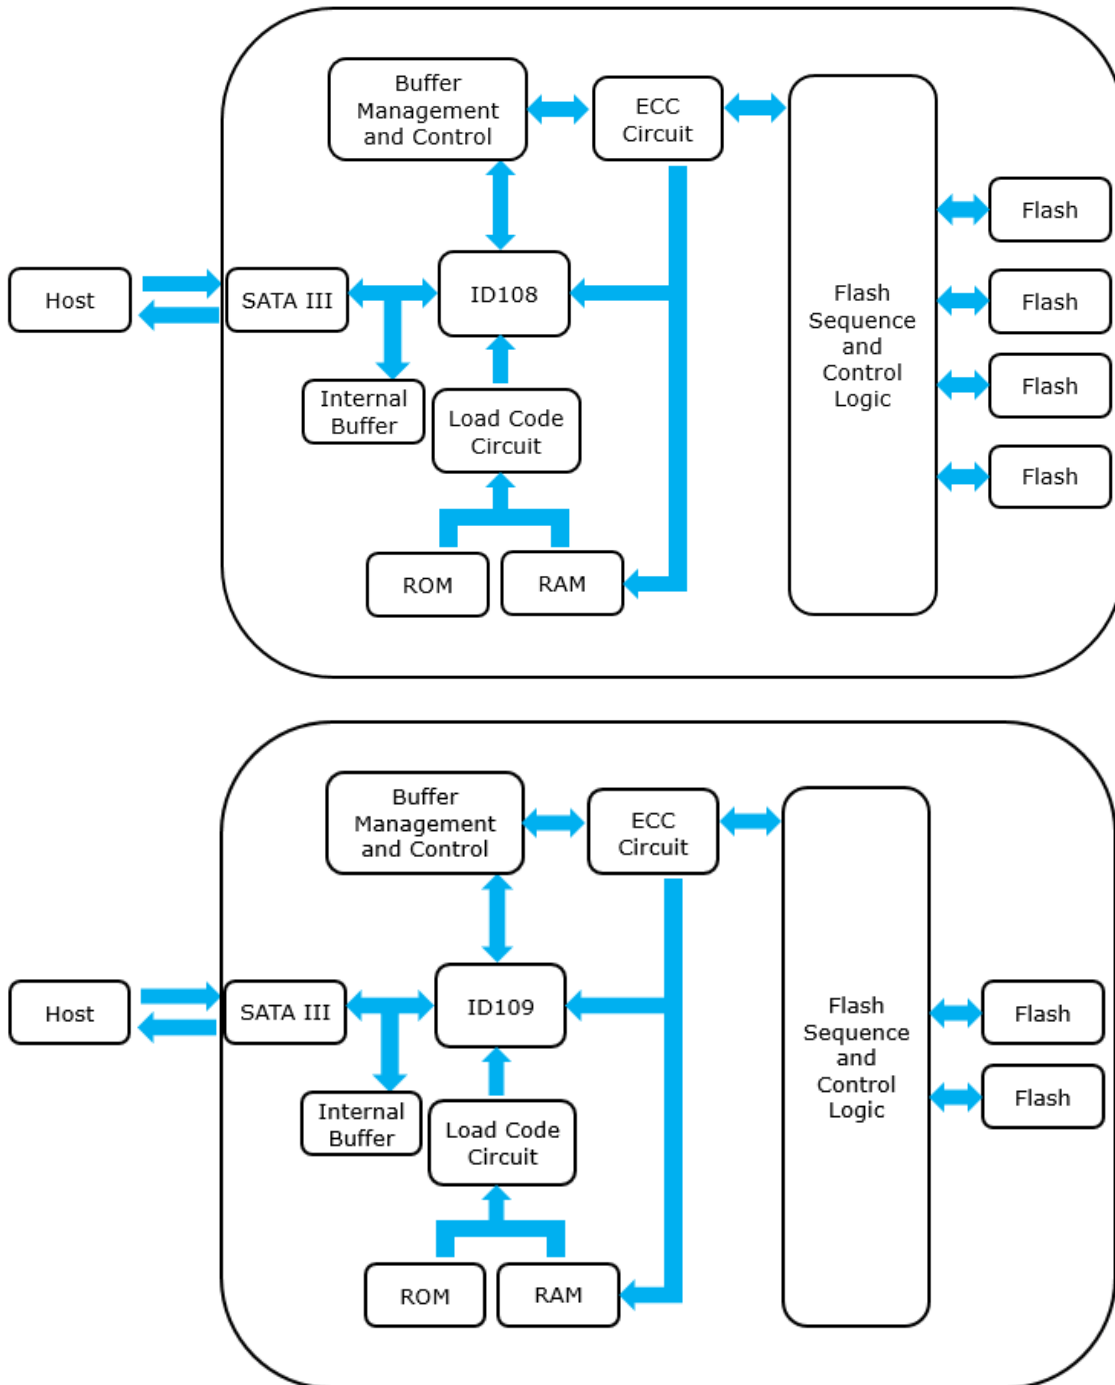 Buffer
Management
and Control
ECC
Circuit
Flash
Host
SATA III
ID108
Flash
Sequence
and
Control
Logic
Flash
Internal
Buffer
Load Code
Circuit
Flash
Flash
ROM
RAM
Buffer
Management
and Control
ECC
Circuit
Host
SATA III
ID109
Flash
Sequence
and
Control
Logic
Flash
Internal
Buffer
Load Code
Circuit
Flash
ROM
RAM